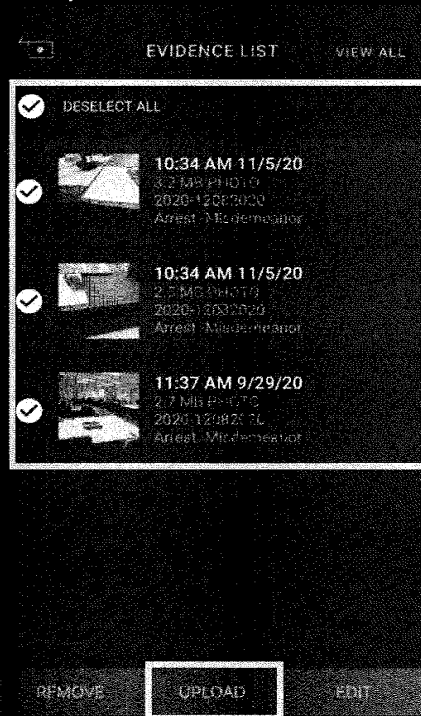 EVIDENCE LIST
VIEW ALL
DESELECT ALL
10:34 AM 11/5/20
3.2 MB PHOTO
Arrest, Misdemeanor
10:34 AM 11/5/20
MB PHOTO
Arrest, Misdemeanor
11:37 AM 9/29/20
2.7 MB PHOTO
Arrest, Misdemeanor
REMOVE
UPLOAD
EDIT